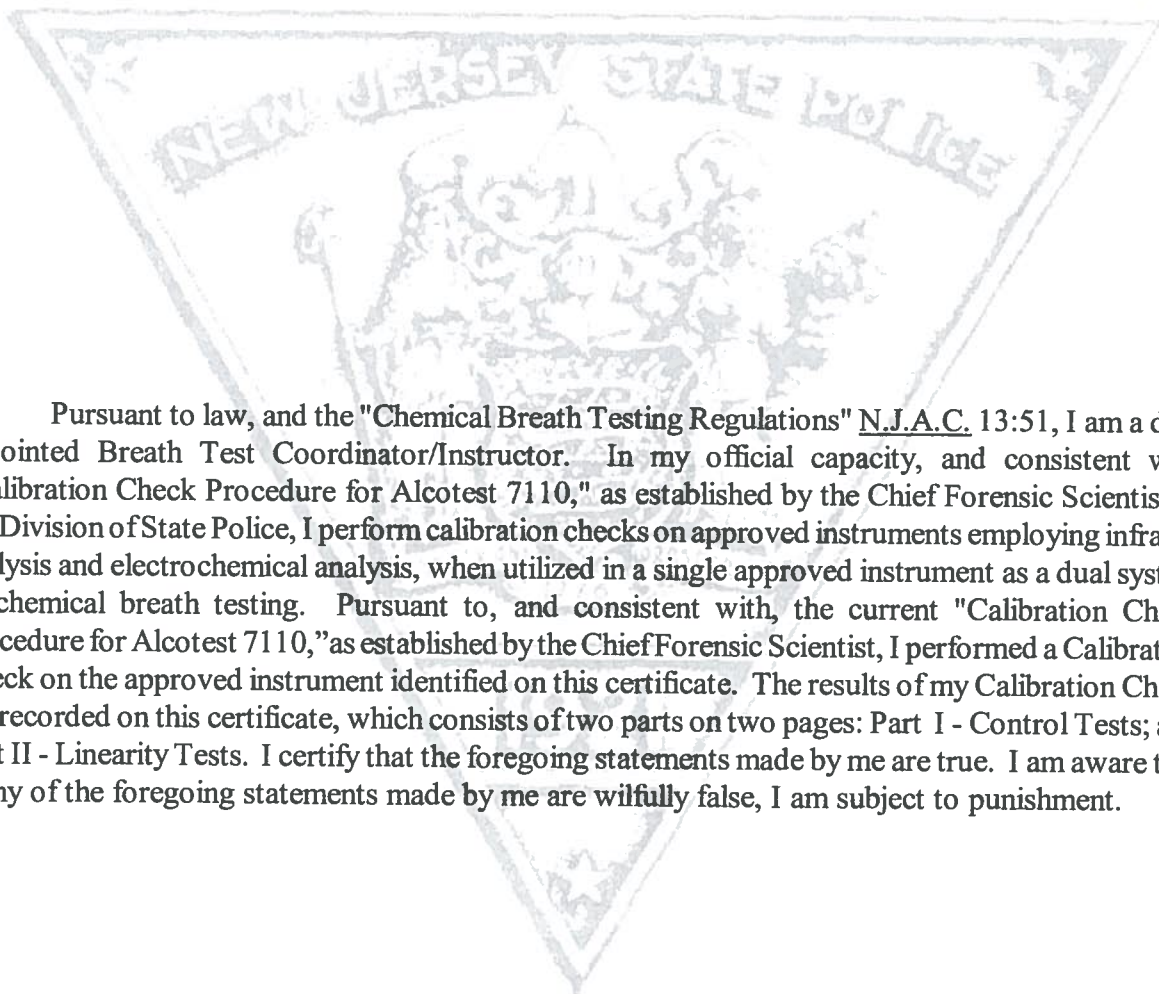 NEW JERSEY STATE POLICE
Pursuant to law, and the "Chemical Breath Testing Regulations" N.J.A.C. 13:51, I am a d
ointed Breath Test Coordinator/Instructor. In my official capacity, and consistent w
libration Check Procedure for Alcotest 7110," as established by the Chief Forensic Scientis
Division of State Police, I perform calibration checks on approved instruments employing infra
lysis and electrochemical analysis, when utilized in a single approved instrument as a dual syst
chemical breath testing. Pursuant to, and consistent with, the current "Calibration Ch
cedure for Alcotest 7110," as established by the Chief Forensic Scientist, I performed a Calibrat
eck on the approved instrument identified on this certificate. The results of my Calibration Ch
recorded on this certificate, which consists of two parts on two pages: Part I - Control Tests; a
t II - Linearity Tests. I certify that the foregoing statements made by me are true. I am aware t
ny of the foregoing statements made by me are wilfully false, I am subject to punishment.